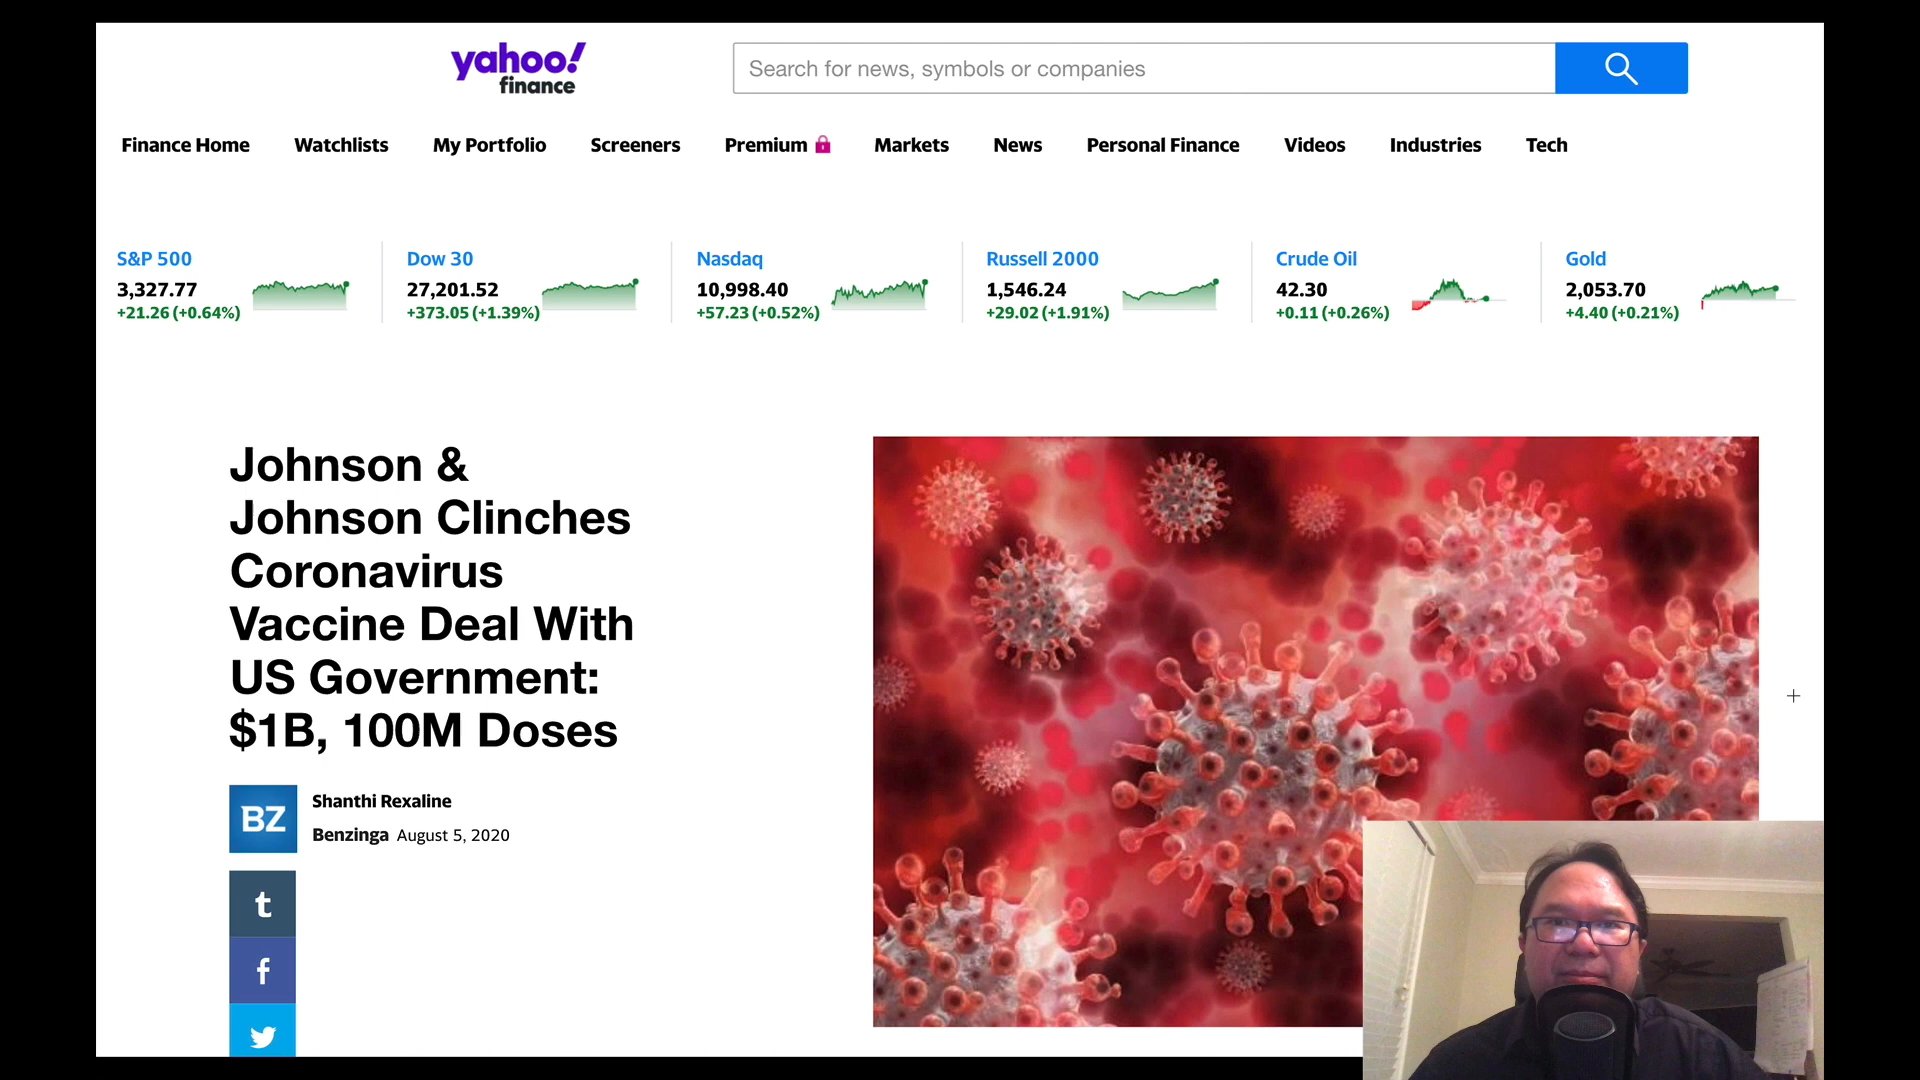 yahoo!
finance
Search for news, symbols or companies
Finance Home Watchlists My Portfolio Screeners Premium Markets News Personal Finance Videos Industries Tech
S&P 500
3,327.77
+21.26 (+0.64%)
Dow 30
27,201.52
+373.05 (+1.39%)
Nasdaq
10,998.40
+57.23 (+0.52%)
Russell 2000
1,546.24
+29.02 (+1.91%)
Crude Oil
42.30
+0.11 (+0.26%)
Gold
2,053.70
+4.40 (+0.21%)
Johnson &
Johnson Clinches
Coronavirus
Vaccine Deal With
US Government:
$1B, 100M Doses
BZ
Shanthi Rexaline
Benzinga August 5, 2020
t
f